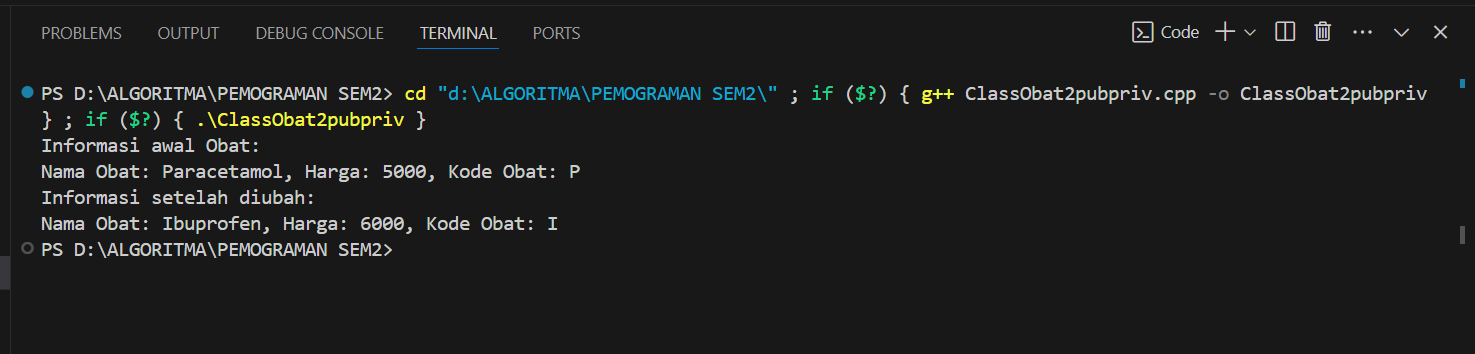 PROBLEMS OUTPUT DEBUG CONSOLE TERMINAL PORTS Code
PS D:\ALGORITMA\PEMOGRAMAN SEM2> cd "d:\ALGORITMA\PEMOGRAMAN SEM2\" ; if ($?) { g++ ClassObat2pubpriv.cpp -o ClassObat2pubpriv
} ; if ($?) { .\ClassObat2pubpriv }
Informasi awal Obat:
Nama Obat: Paracetamol, Harga: 5000, Kode Obat: P
Informasi setelah diubah:
Nama Obat: Ibuprofen, Harga: 6000, Kode Obat: I
PS D:\ALGORITMA\PEMOGRAMAN SEM2>